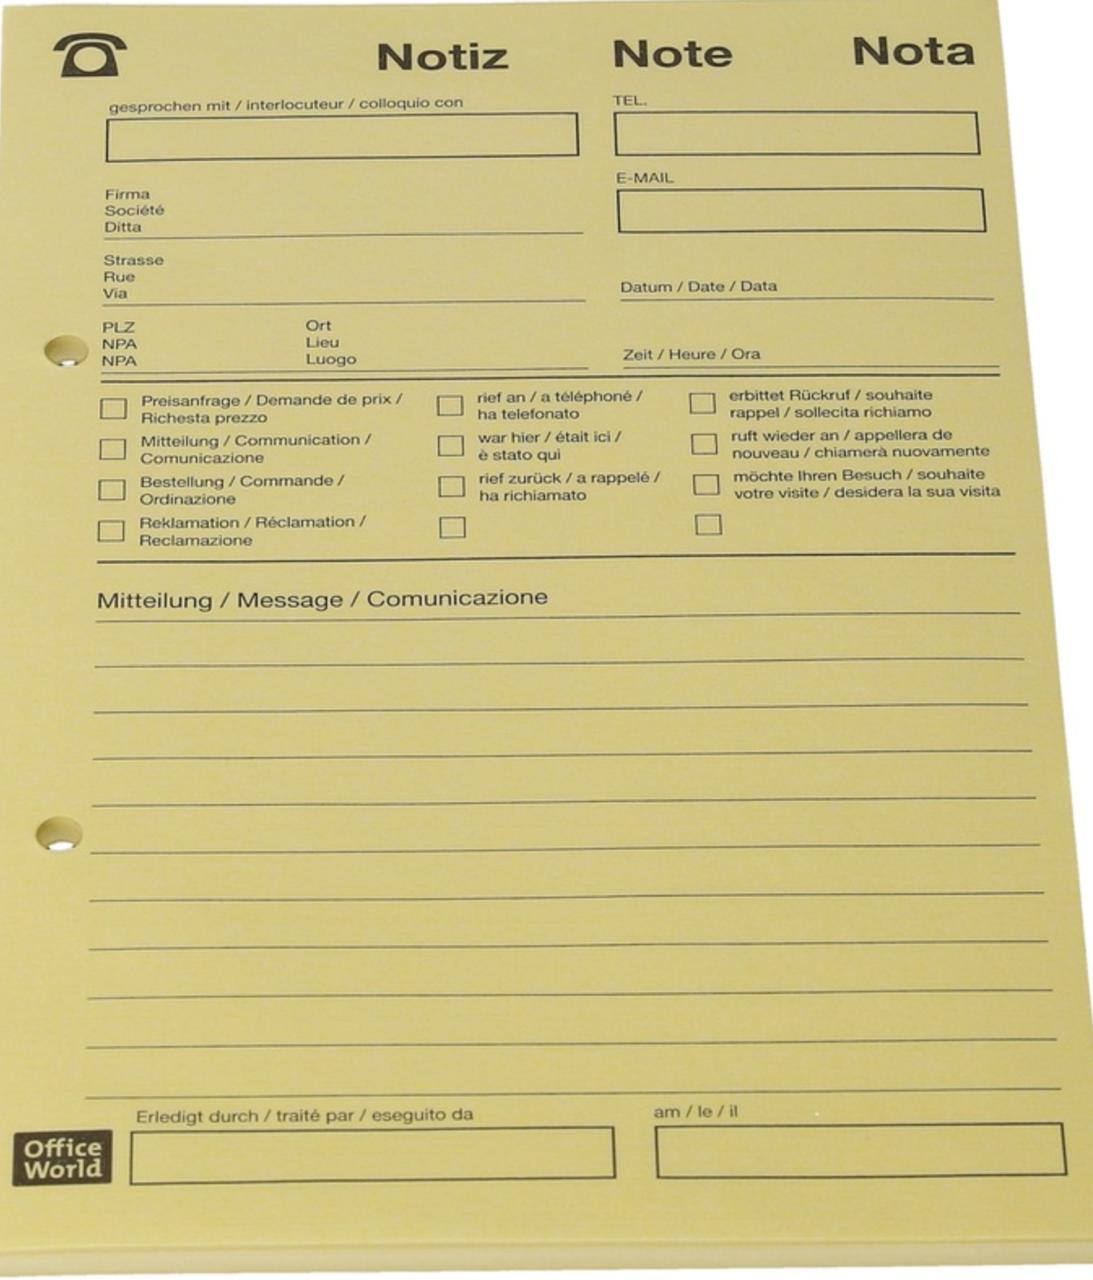 Notiz Note Nota
gesprochen mit / interlocuteur / colloquio con
TEL.
E-MAIL
Firma
Société
Ditta
Strasse
Rue
Via
Datum / Date / Data
PLZ Ort
NPA Lieu
NPA Luogo
Zeit / Heure / Ora
Preisanfrage / Demande de prix /
Richesta prezzo
rief an / a téléphoné /
ha telefonato
erbittet Rückruf / souhaite
rappel / sollecita richiamo
Mitteilung / Communication /
Comunicazione
war hier / était ici /
è stato qui
ruft wieder an / appellera de
nouveau / chiamerà nuovamente
Bestellung / Commande /
Ordinazione
rief zurück / a rappelé /
ha richiamato
möchte Ihren Besuch / souhaite
votre visite / desidera la sua visita
Reklamation / Réclamation /
Reclamazione
Mitteilung / Message / Comunicazione
Erledigt durch / traité par / eseguito da
am / le / il
Office
World